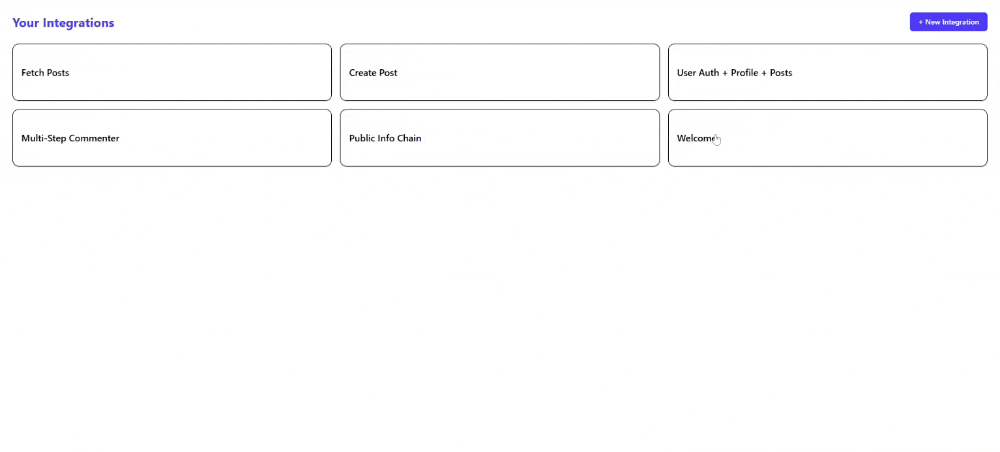 Your Integrations
+ New Integration
Fetch Posts
Create Post
User Auth + Profile + Posts
Multi-Step Commenter
Public Info Chain
Welcome